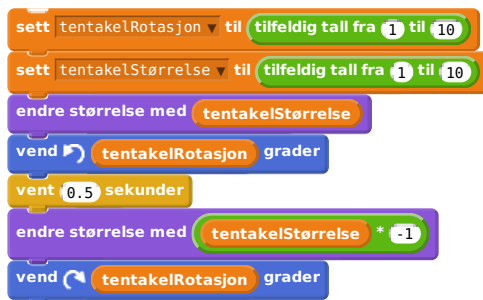 sett tentakelRotasjon til tilfeldig tall fra 1 til 10
sett tentakelStørrelse til tilfeldig tall fra 1 til 10
endre størrelse med tentakelStørrelse
vend tentakelRotasjon grader
vent 0.5 sekunder
endre størrelse med tentakelStørrelse * -1
vend tentakelRotasjon grader